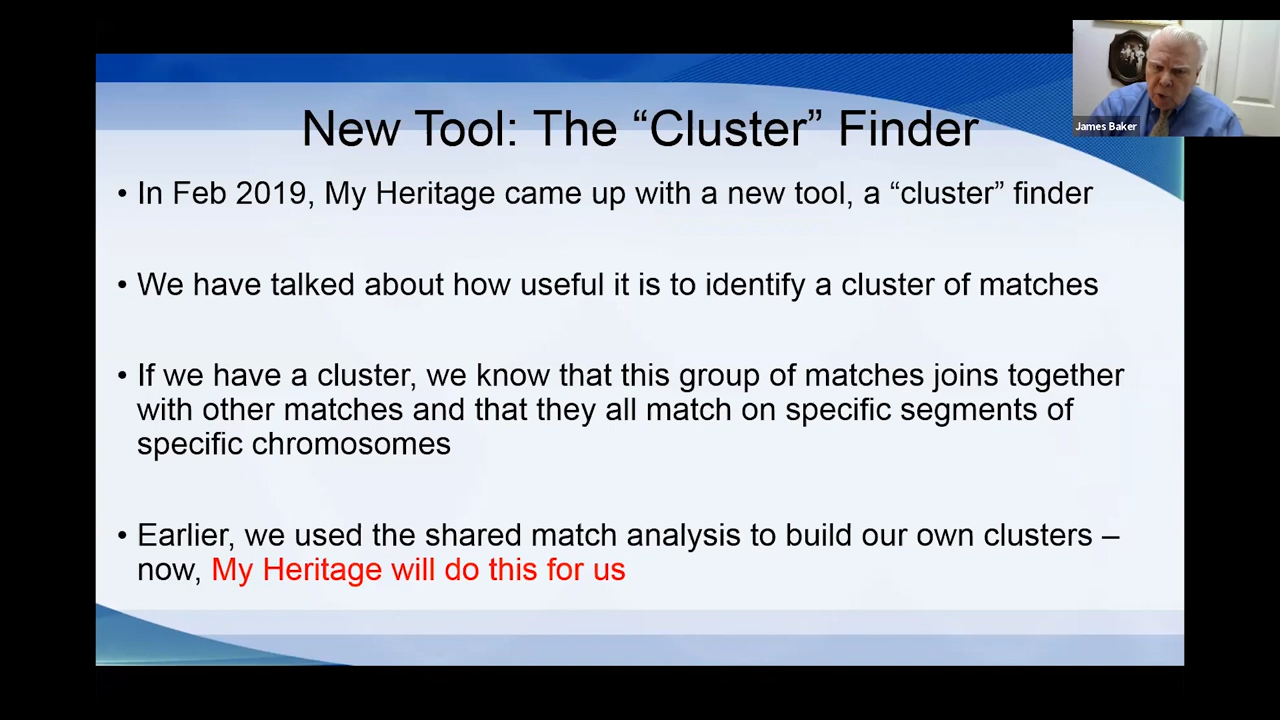 New Tool: The “Cluster” Finder
James Baker
• In Feb 2019, My Heritage came up with a new tool, a “cluster” finder
• We have talked about how useful it is to identify a cluster of matches
• If we have a cluster, we know that this group of matches joins together
with other matches and that they all match on specific segments of
specific chromosomes
• Earlier, we used the shared match analysis to build our own clusters –
now, My Heritage will do this for us